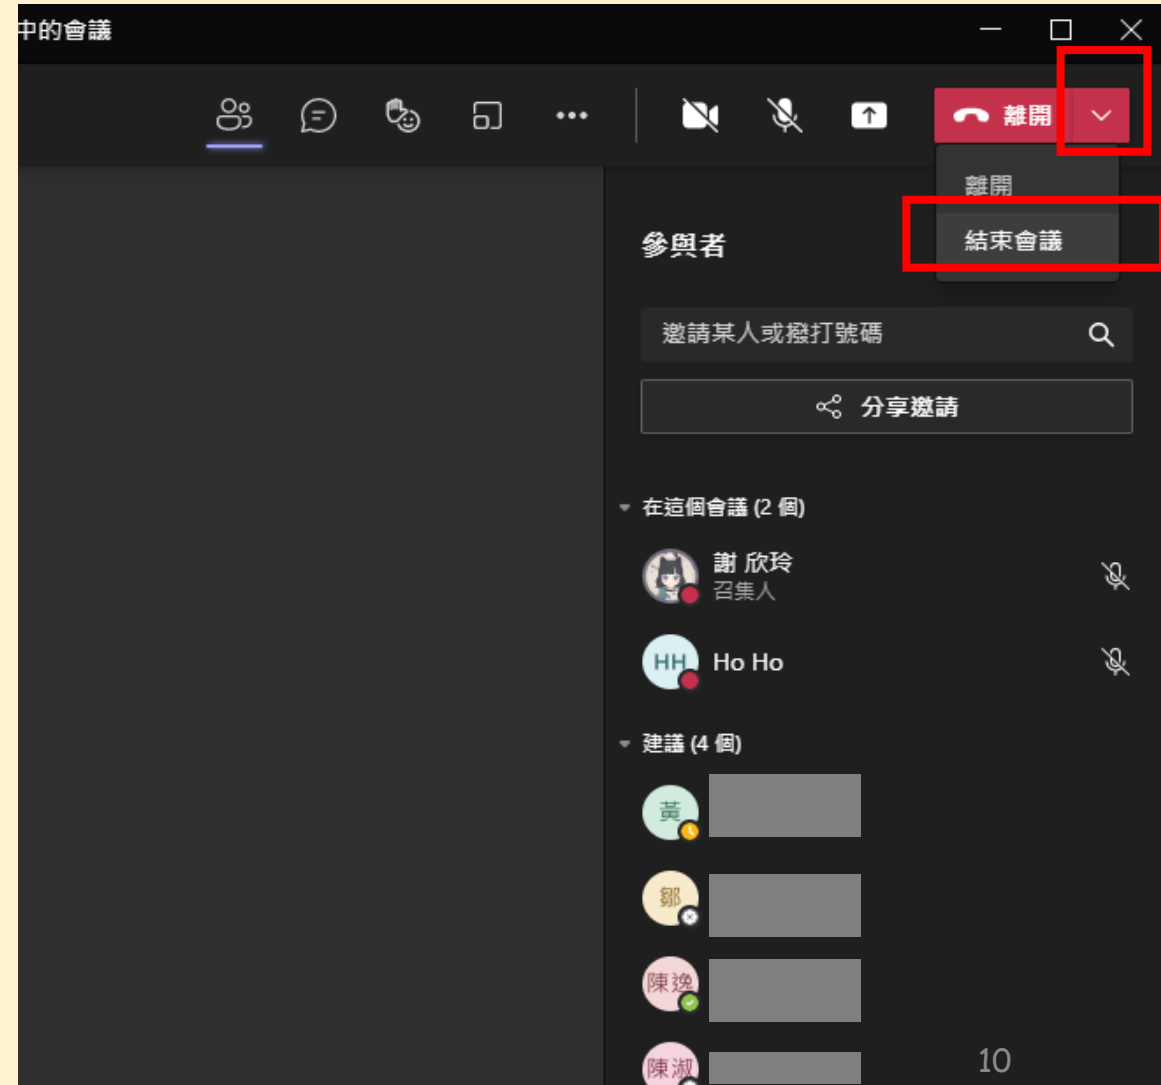 中的會議
離開
離開
結束會議
參與者
邀請某人或撥打號碼
分享邀請
在這個會議 (2 個)
謝 欣玲
召集人
HH Ho Ho
建議 (4 個)
黃
鄒
陳逸
陳淑
10